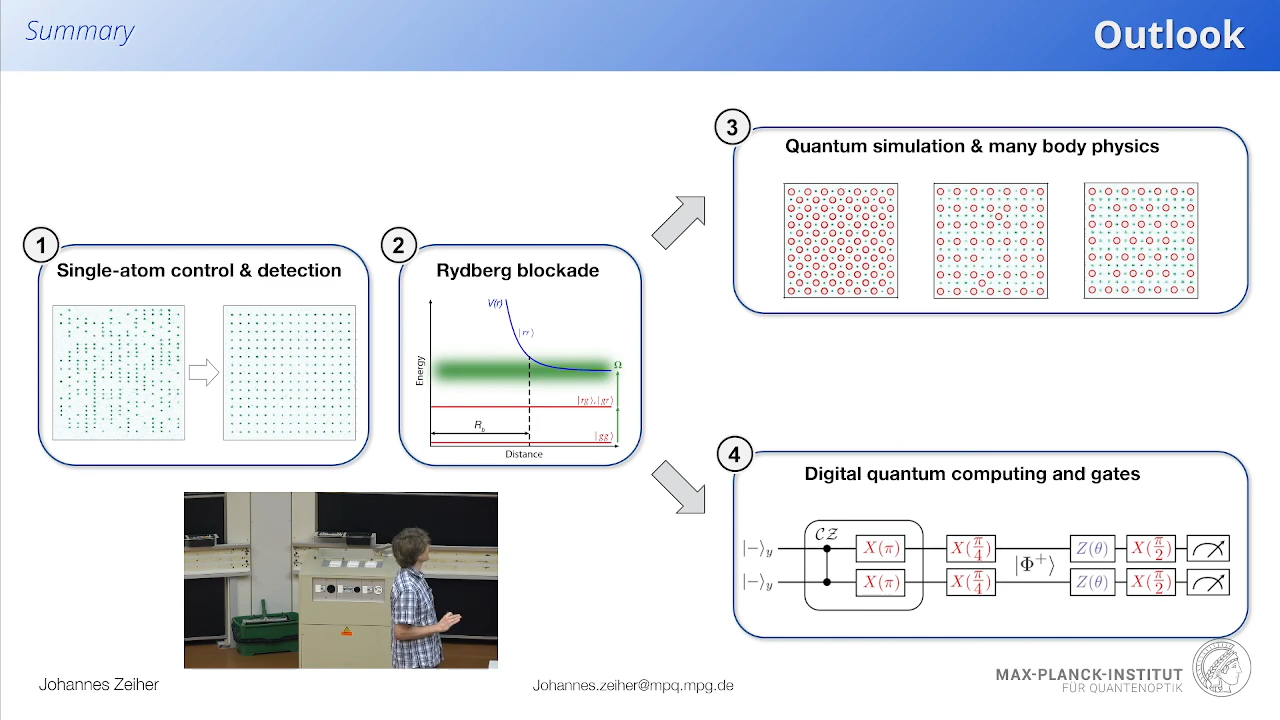 Summary
Outlook
1
Single-atom control & detection
2
Rydberg blockade
V(r)
|rr⟩
Ω
Energy
|rg⟩,|gr⟩
R_b
|gg⟩
Distance
3
Quantum simulation & many body physics
4
Digital quantum computing and gates
CZ
|−⟩_y X(π) X(π/4) |Φ⁺⟩ Z(θ) X(π/2)
|−⟩_y X(π) X(π/4) Z(θ) X(π/2)
Johannes Zeiher
Johannes.zeiher@mpq.mpg.de
MAX-PLANCK-INSTITUT
FÜR QUANTENOPTIK